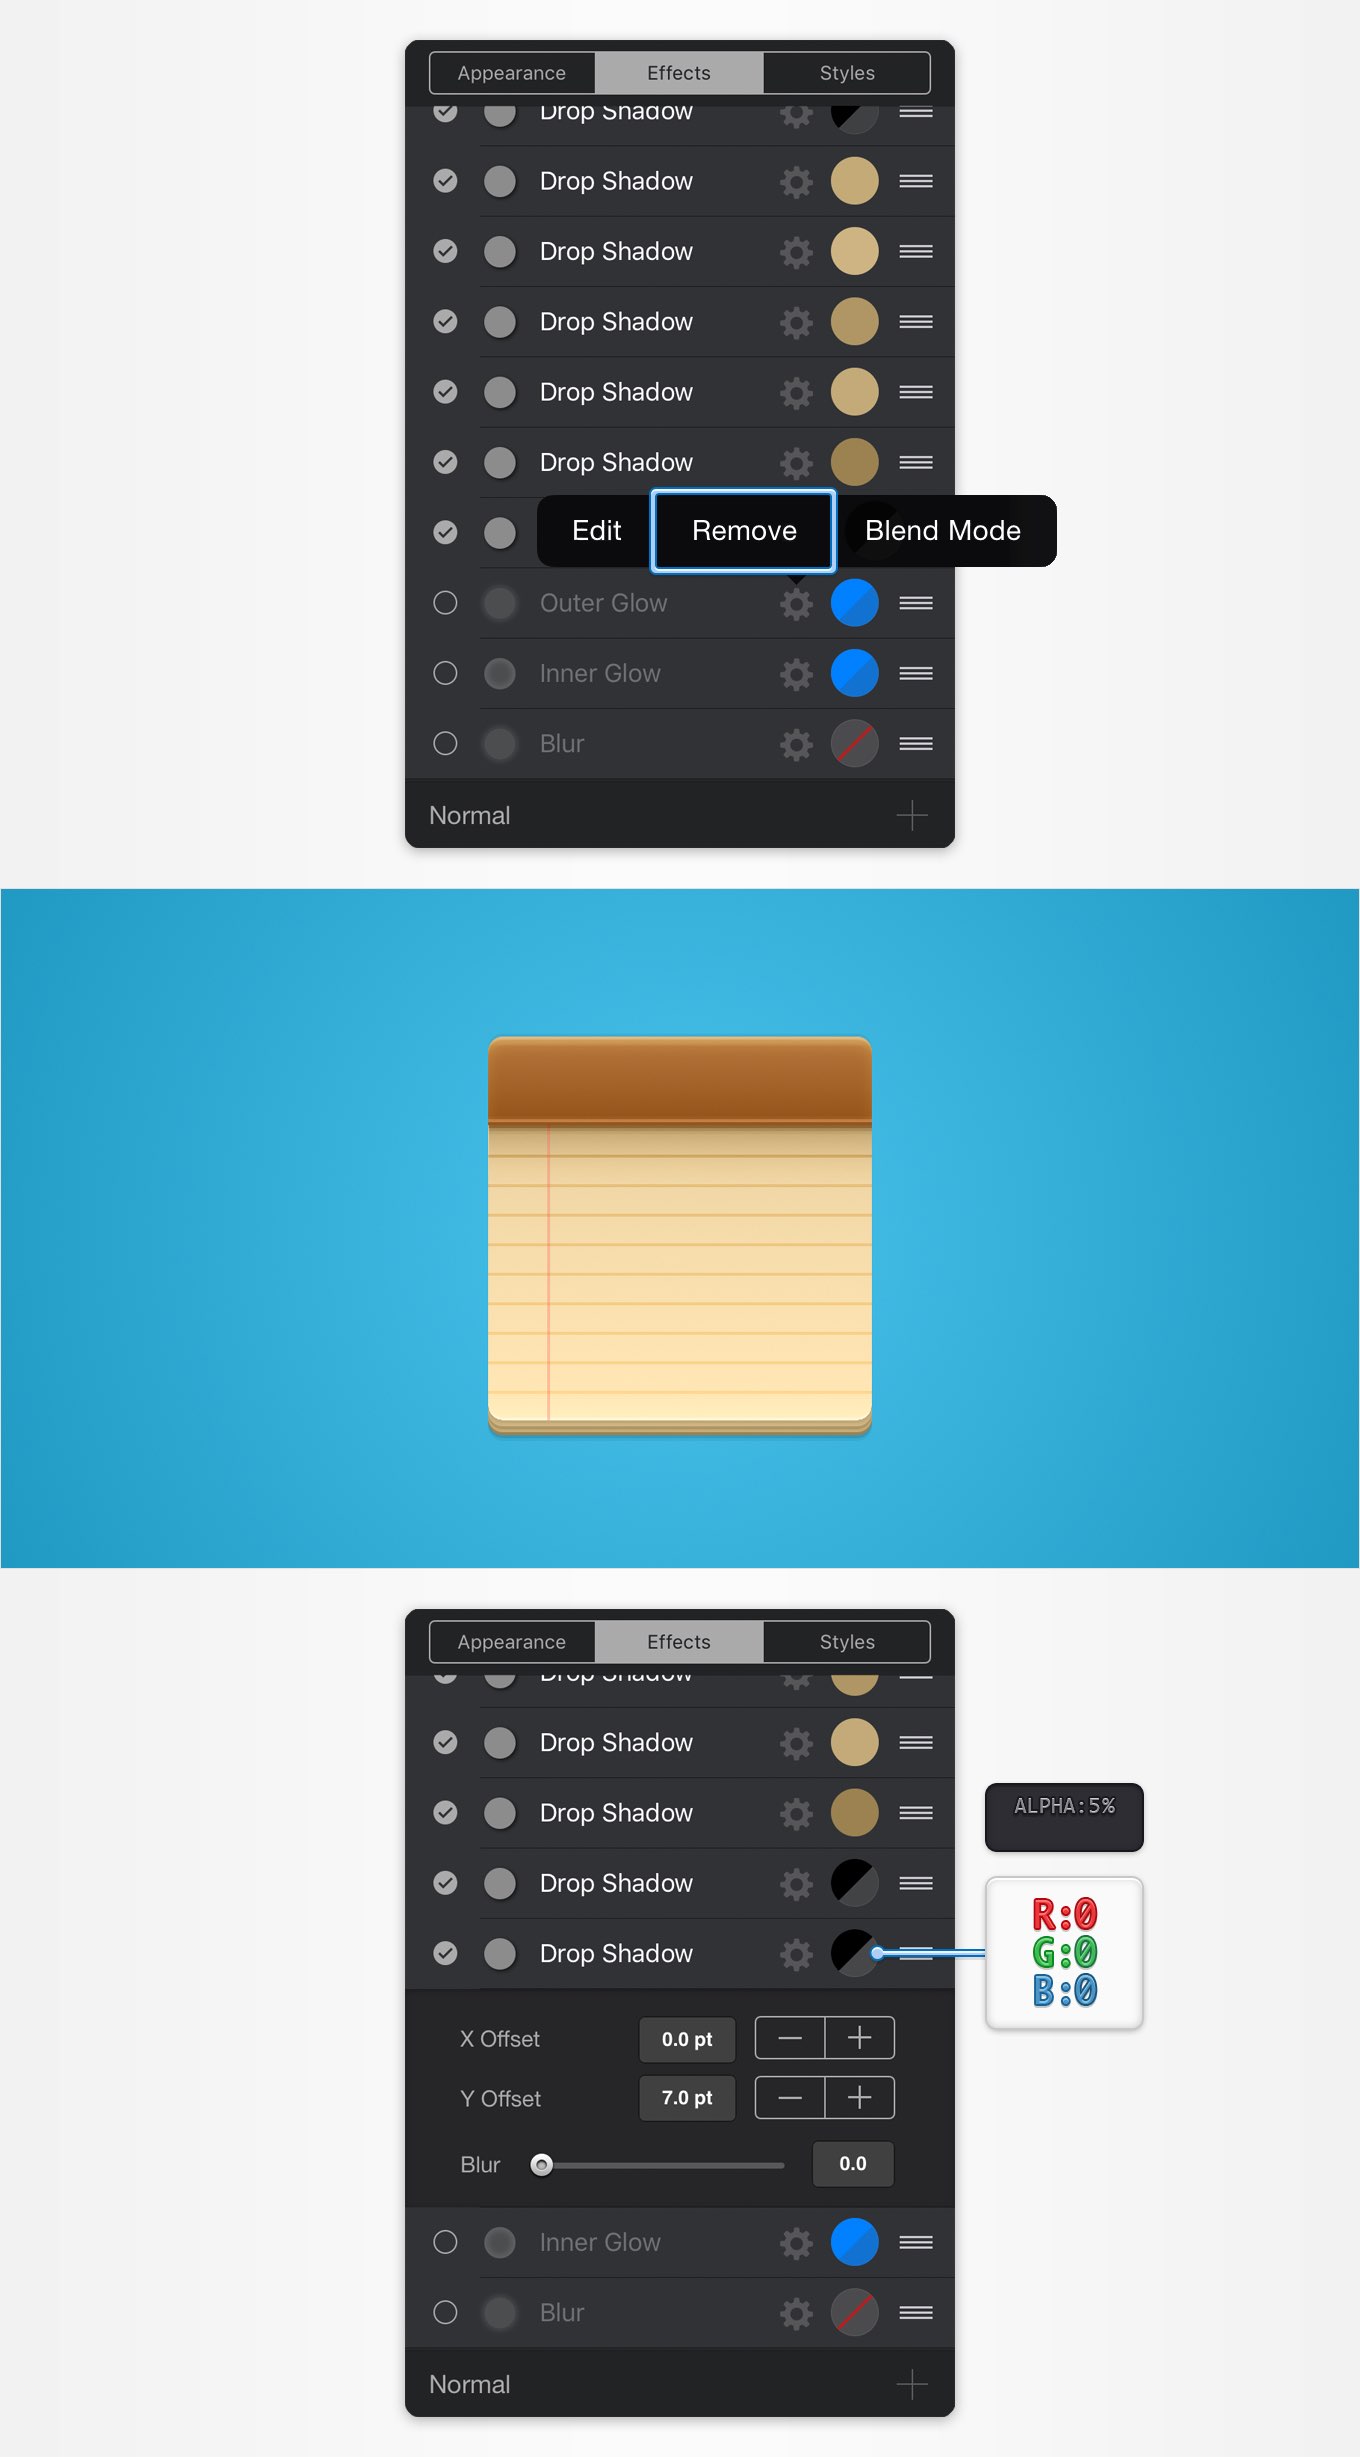 Appearance Effects Styles
Drop Shadow
Drop Shadow
Drop Shadow
Drop Shadow
Drop Shadow
Drop Shadow
Edit Remove Blend Mode
Outer Glow
Inner Glow
Blur
Normal
Appearance Effects Styles
Drop Shadow
Drop Shadow
Drop Shadow
Drop Shadow
Drop Shadow
ALPHA:5%
R:0
G:0
B:0
X Offset 0.0 pt
Y Offset 7.0 pt
Blur 0.0
Inner Glow
Blur
Normal